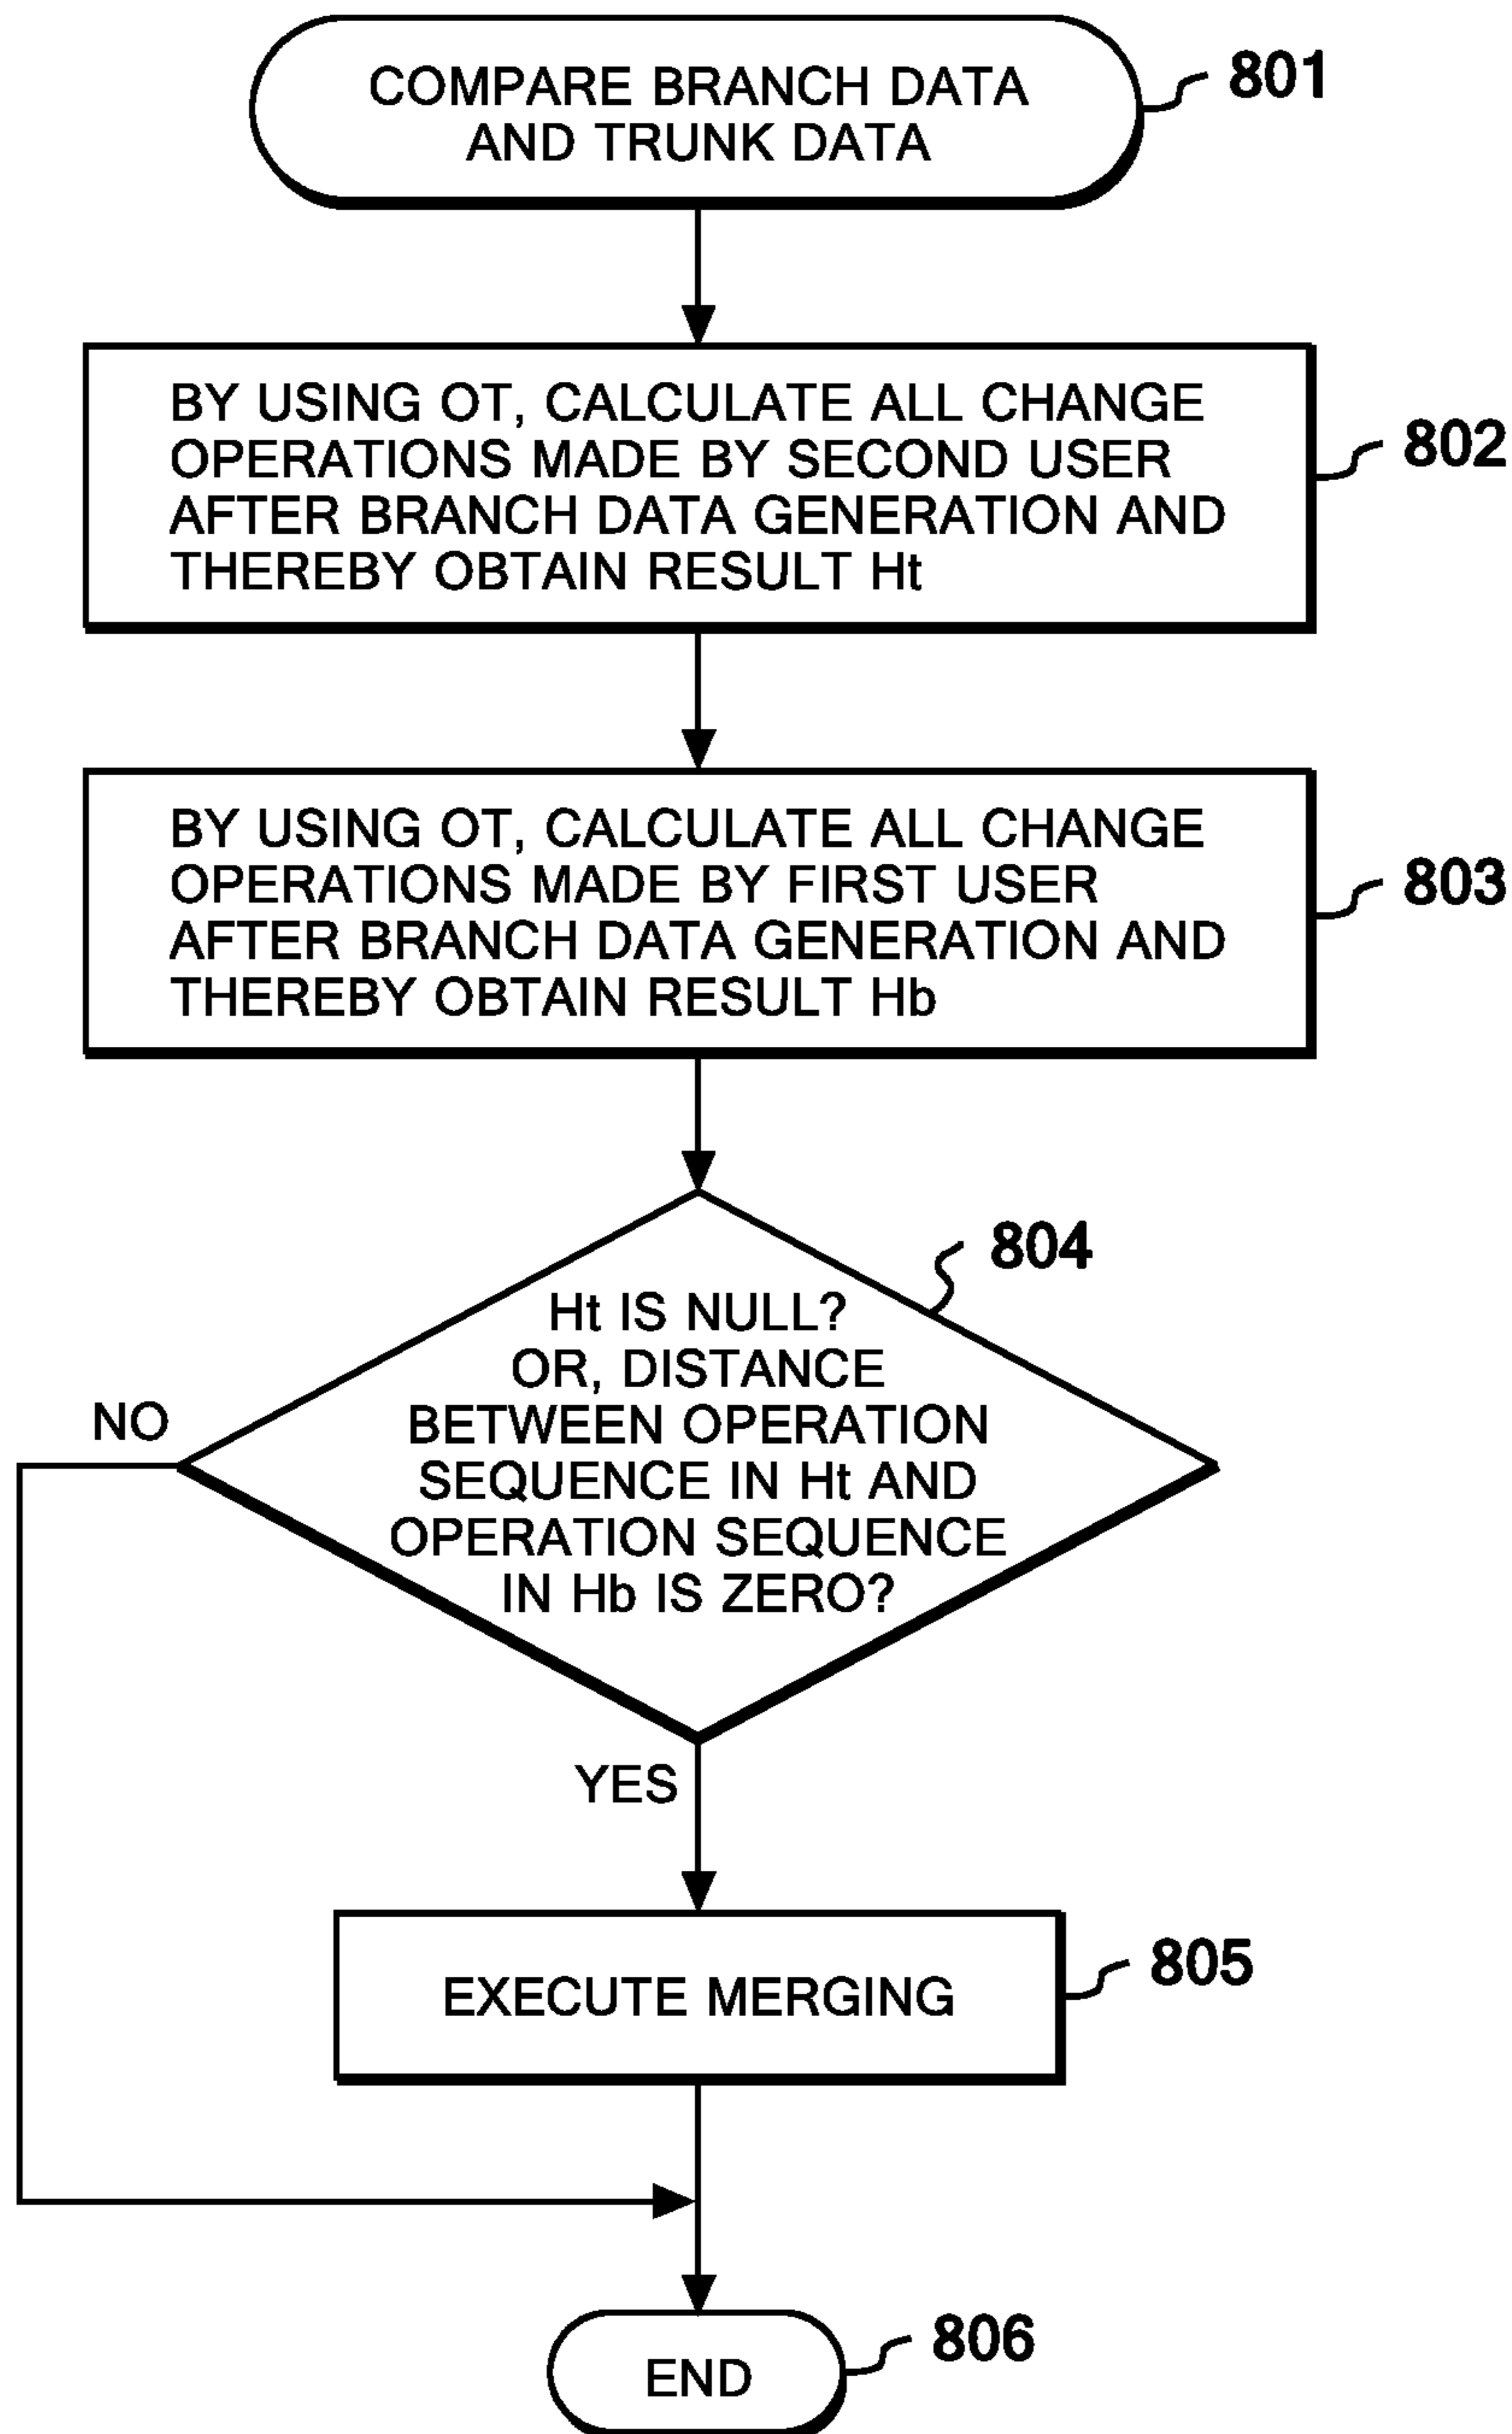 COMPARE BRANCH DATA
AND TRUNK DATA
801
BY USING OT, CALCULATE ALL CHANGE
OPERATIONS MADE BY SECOND USER
AFTER BRANCH DATA GENERATION AND
THEREBY OBTAIN RESULT Ht
802
BY USING OT, CALCULATE ALL CHANGE
OPERATIONS MADE BY FIRST USER
AFTER BRANCH DATA GENERATION AND
THEREBY OBTAIN RESULT Hb
803
804
Ht IS NULL?
OR, DISTANCE
BETWEEN OPERATION
SEQUENCE IN Ht AND
OPERATION SEQUENCE
IN Hb IS ZERO?
NO
YES
EXECUTE MERGING
805
END
806